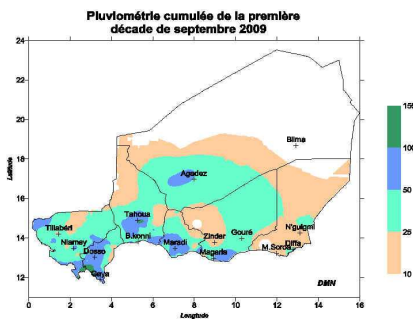 Pluviométrie cumulée de la première
décade de septembre 2009
24
22
20
18
16
14
12
Latitude
Bilma
Agadez
Tahoua
Tillabéri
Niamey
B.konni
Dosso
Maradi
Zinder
Gouré
N'guigmi
Magaria
M.Soroa
Diffa
Gaya
DMN
0 2 4 6 8 10 12 14 16
Longitude
100
50
25
10